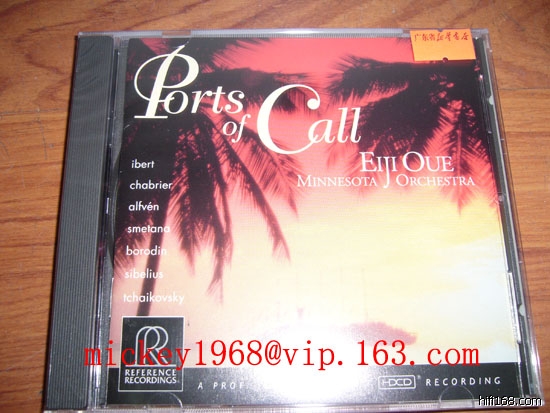 Ports
of Call
EIJI OUE
MINNESOTA ORCHESTRA
ibert
chabrier
alfvén
smetana
borodin
sibelius
tchaikovsky
R
REFERENCE
RECORDINGS
mickey1968@vip.163.com
A HDCD RECORDING
hifi168.com